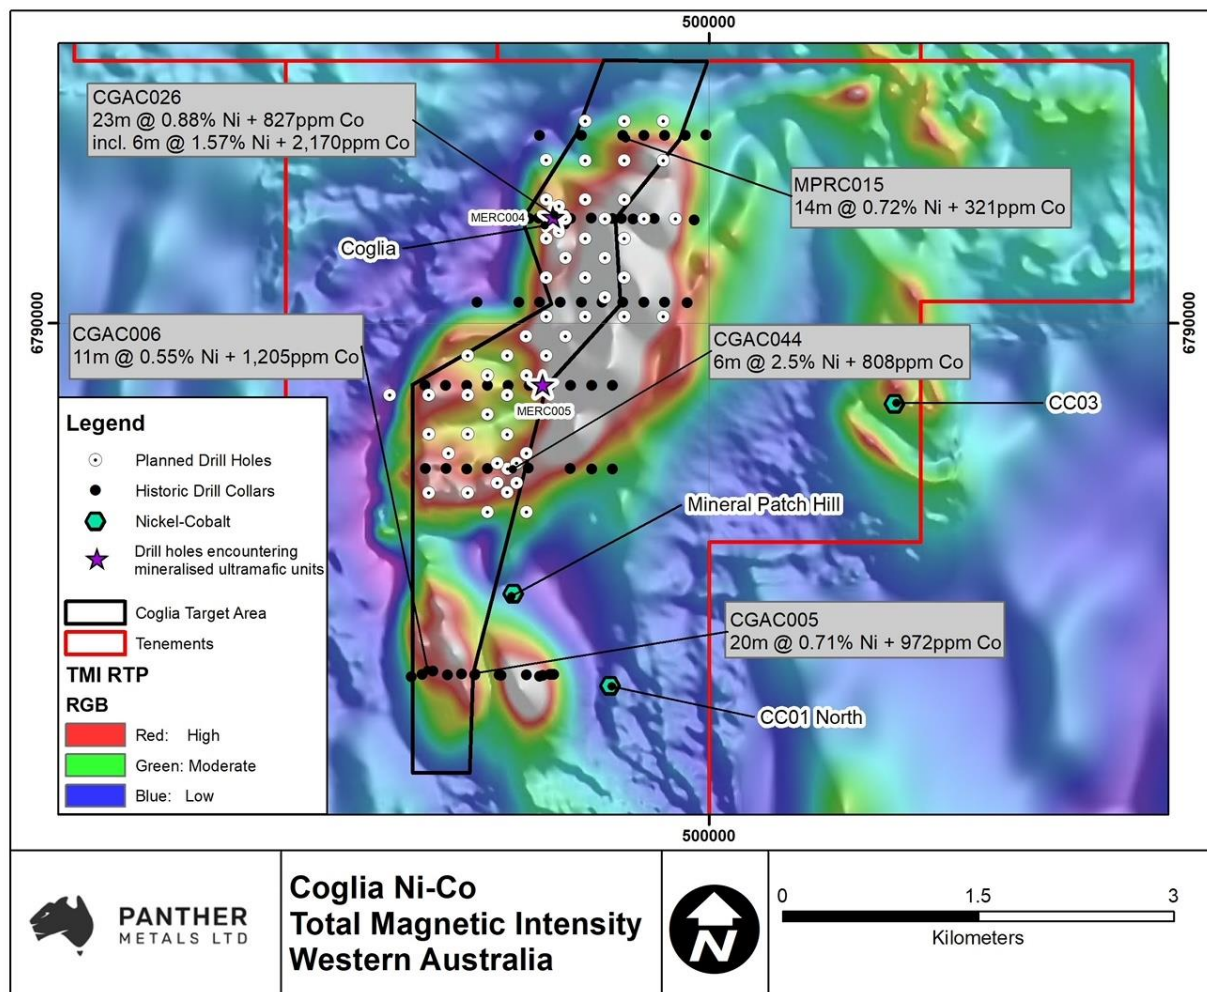 500000
CGAC026
23m @ 0.88% Ni + 827ppm Co
incl. 6m @ 1.57% Ni + 2,170ppm Co
MPRC015
14m @ 0.72% Ni + 321ppm Co
MERC004
Coglia
6790000
6790000
CGAC006
11m @ 0.55% Ni + 1,205ppm Co
CGAC044
6m @ 2.5% Ni + 808ppm Co
MERC005
CC03
Legend
Planned Drill Holes
Historic Drill Collars
Nickel-Cobalt
Drill holes encountering
mineralised ultramafic units
Coglia Target Area
Tenements
TMI RTP
RGB
Red: High
Green: Moderate
Blue: Low
Mineral Patch Hill
CGAC005
20m @ 0.71% Ni + 972ppm Co
CC01 North
500000
PANTHER
METALS LTD
Coglia Ni-Co
Total Magnetic Intensity
Western Australia
N
0 1.5 3
Kilometers